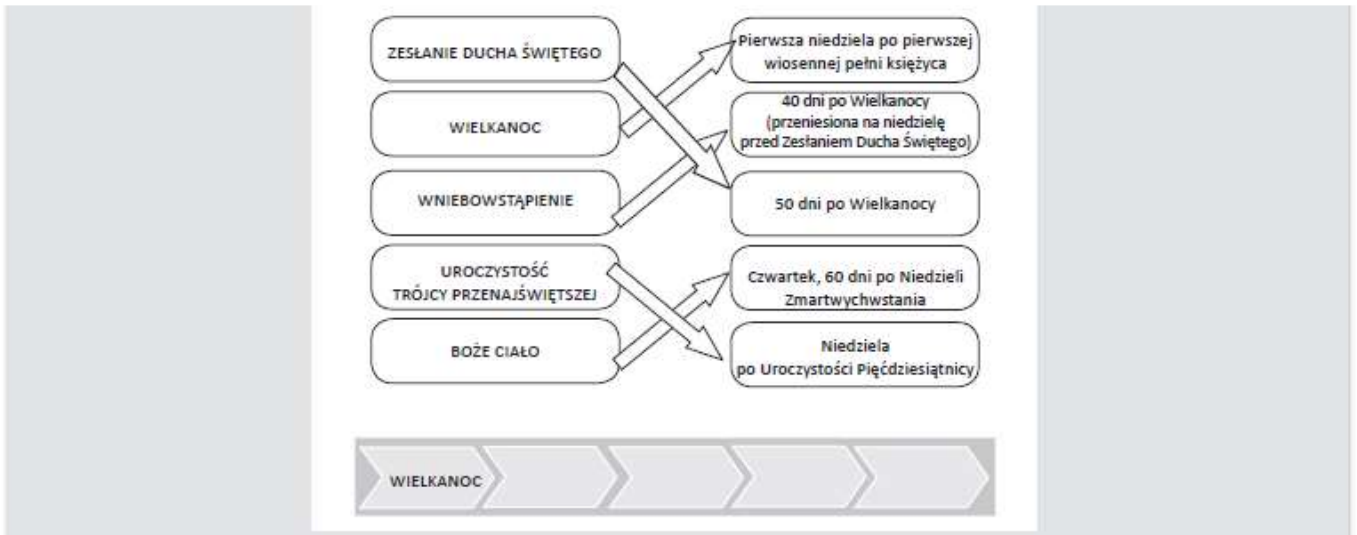 ZESŁANIE DUCHA ŚWIĘTEGO
Pierwsza niedziela po pierwszej
wiosennej pełni księżyca
WIELKANOC
40 dni po Wielkanocy
(przeniesiona na niedzielę
przed Zesłaniem Ducha Świętego)
WNIEBOWSTĄPIENIE
50 dni po Wielkanocy
UROCZYSTOŚĆ
TRÓJCY PRZENAJŚWIĘTSZEJ
Czwartek, 60 dni po Niedzieli
Zmartwychwstania
BOŻE CIAŁO
Niedziela
po Uroczystości Pięćdziesiątnicy
WIELKANOC